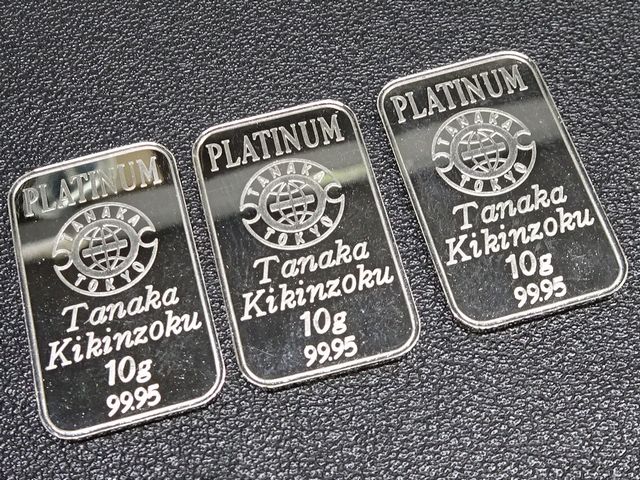 PLATINUM
TANAKA
TOKYO
Tanaka
Kikinzoku
10g
99.95
PLATINUM
TANAKA
TOKYO
Tanaka
Kikinzoku
10g
99.95
PLATINUM
TANAKA
TOKYO
Tanaka
Kikinzoku
10g
99.95